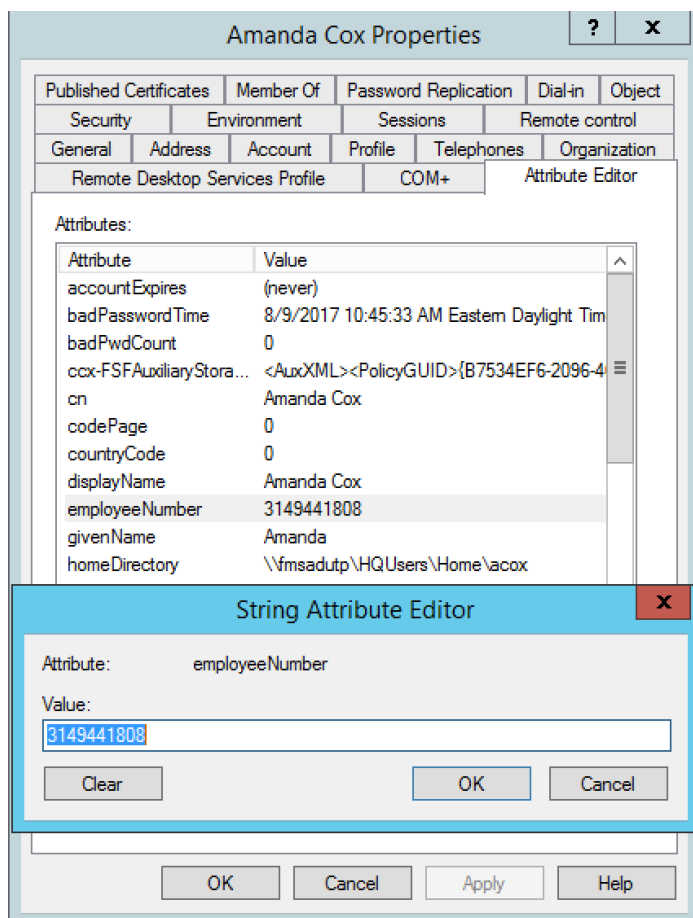 Amanda Cox Properties
? x
Published Certificates Member Of Password Replication Dial-in Object
Security Environment Sessions Remote control
General Address Account Profile Telephones Organization
Remote Desktop Services Profile COM+ Attribute Editor
Attributes:
Attribute Value
accountExpires (never)
badPasswordTime 8/9/2017 10:45:33 AM Eastern Daylight Tim
badPwdCount 0
ccx-FSFAuxiliaryStora... <AuxXML><PolicyGUID>{B7534EF6-2096-4
cn Amanda Cox
codePage 0
countryCode 0
displayName Amanda Cox
employeeNumber 3149441808
givenName Amanda
homeDirectory \\fmsadutp\HQUsers\Home\acox
String Attribute Editor
x
Attribute: employeeNumber
Value:
3149441808
Clear OK Cancel
OK Cancel Apply Help